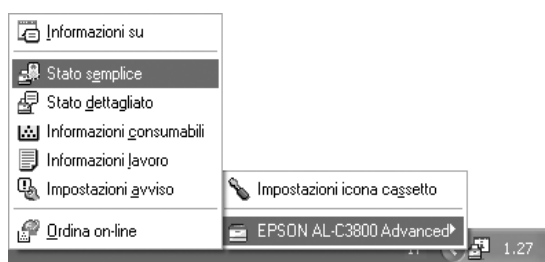 Informazioni su
Stato semplice
Stato dettagliato
Informazioni consumabili
Informazioni lavoro
Impostazioni avviso
Ordina on-line
Impostazioni icona cassetto
EPSON AL-C3800 Advanced
1.27